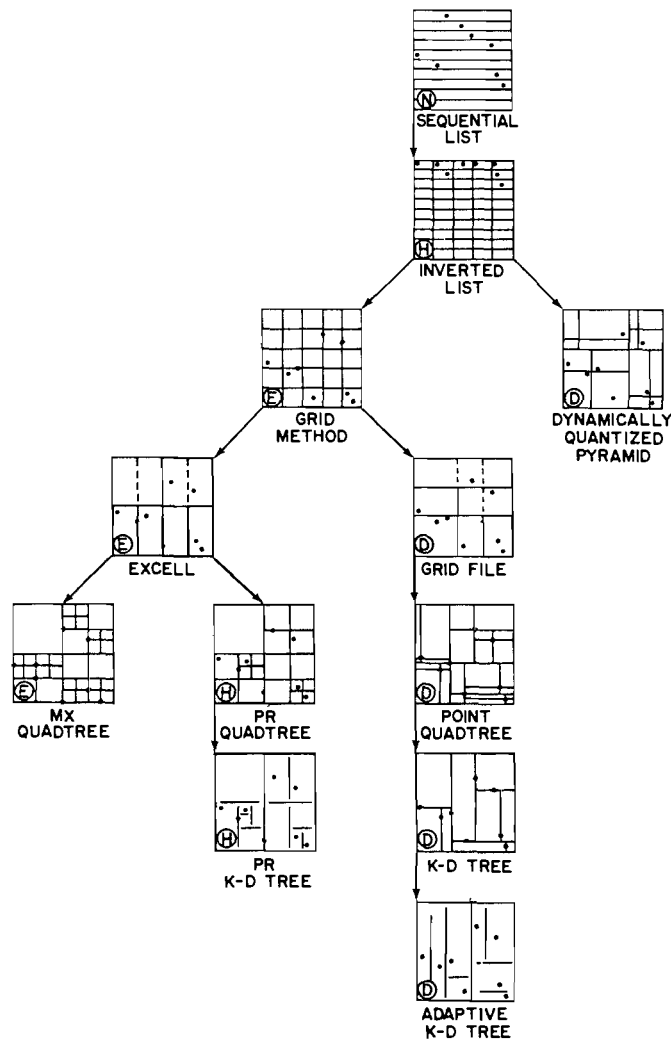 N
SEQUENTIAL
LIST
H
INVERTED
LIST
E
GRID
METHOD
D
DYNAMICALLY
QUANTIZED
PYRAMID
E
EXCELL
D
GRID FILE
E
MX
QUADTREE
H
PR
QUADTREE
D
POINT
QUADTREE
H
PR
K-D TREE
D
K-D TREE
D
ADAPTIVE
K-D TREE